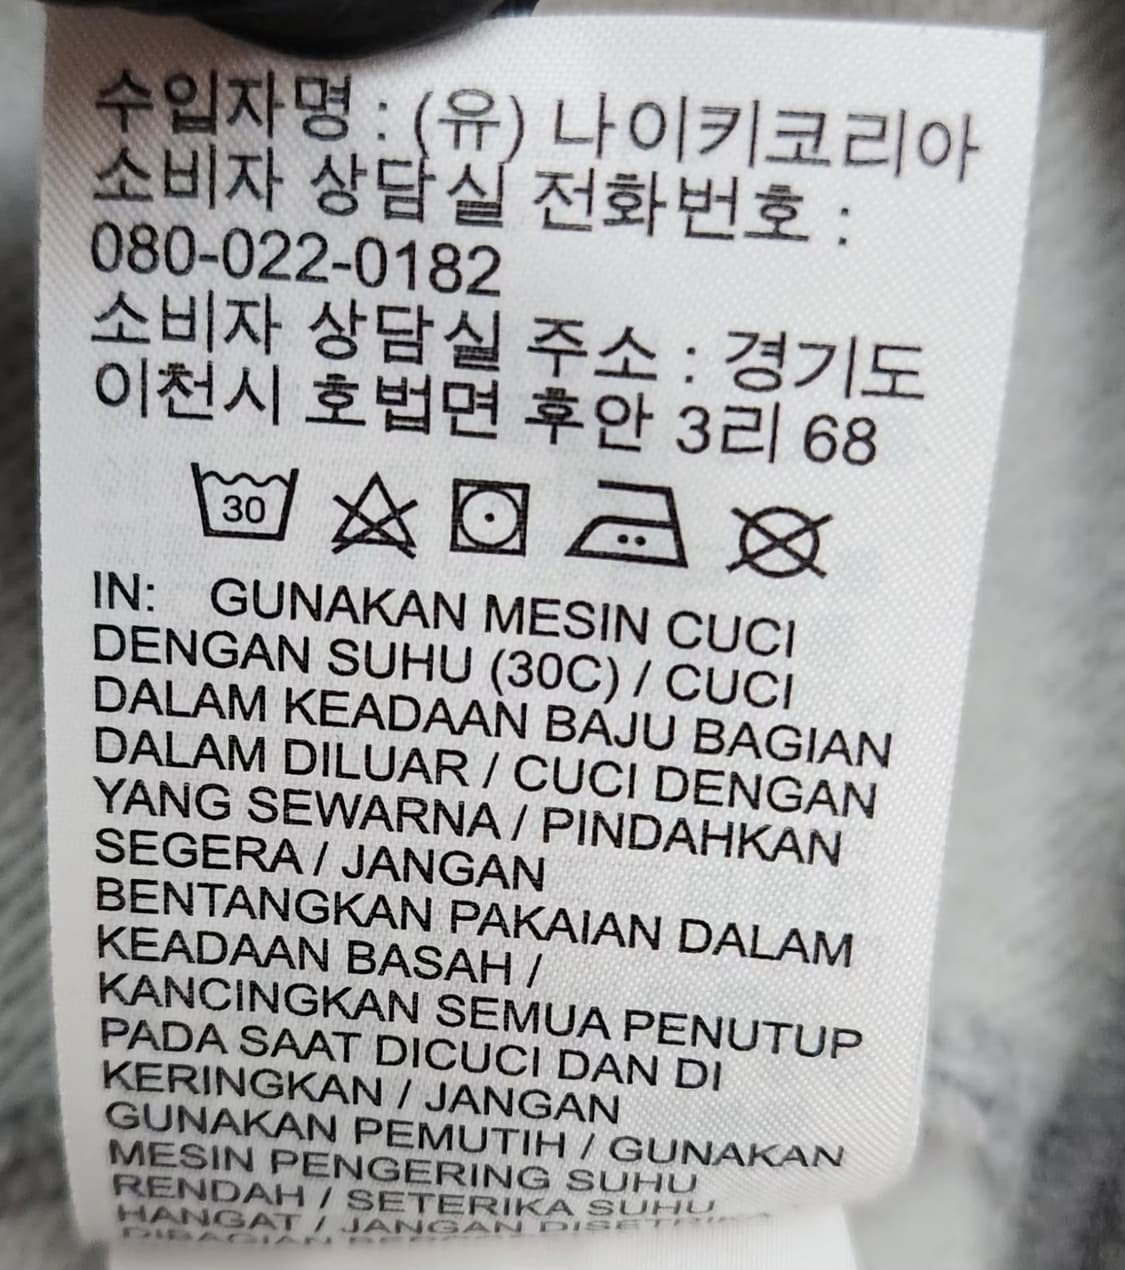 수입자명 : (유) 나이키코리아
소비자 상담실 전화번호 :
080-022-0182
소비자 상담실 주소 : 경기도
이천시 호법면 후안 3리 68
30
IN: GUNAKAN MESIN CUCI
DENGAN SUHU (30C) / CUCI
DALAM KEADAAN BAJU BAGIAN
DALAM DILUAR / CUCI DENGAN
YANG SEWARNA / PINDAHKAN
SEGERA / JANGAN
BENTANGKAN PAKAIAN DALAM
KEADAAN BASAH /
KANCINGKAN SEMUA PENUTUP
PADA SAAT DICUCI DAN DI
KERINGKAN / JANGAN
GUNAKAN PEMUTIH / GUNAKAN
MESIN PENGERING SUHU
RENDAH / SETERIKA SUHU
HANGAT / JANGAN DISETRIKA
DIBAGIAN